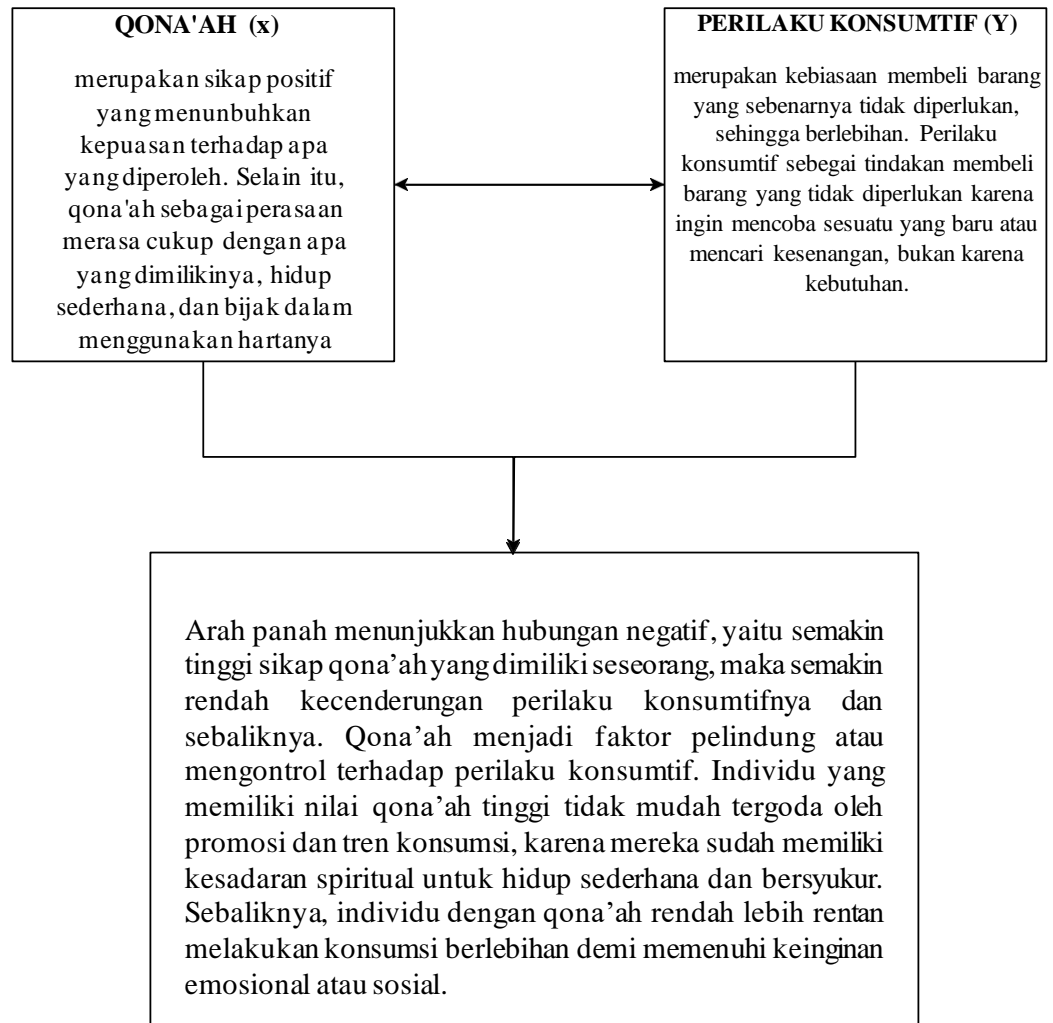 QONA'AH (x)
merupakan sikap positif
yang menunbuhkan
kepuasan terhadap apa
yang diperoleh. Selain itu,
qona'ah sebagai perasaan
merasa cukup dengan apa
yang dimilikinya, hidup
sederhana, dan bijak dalam
menggunakan hartanya
PERILAKU KONSUMTIF (Y)
merupakan kebiasaan membeli barang
yang sebenarnya tidak diperlukan,
sehingga berlebihan. Perilaku
konsumtif sebegai tindakan membeli
barang yang tidak diperlukan karena
ingin mencoba sesuatu yang baru atau
mencari kesenangan, bukan karena
kebutuhan.
Arah panah menunjukkan hubungan negatif, yaitu semakin
tinggi sikap qona’ah yang dimiliki seseorang, maka semakin
rendah kecenderungan perilaku konsumtifnya dan
sebaliknya. Qona’ah menjadi faktor pelindung atau
mengontrol terhadap perilaku konsumtif. Individu yang
memiliki nilai qona’ah tinggi tidak mudah tergoda oleh
promosi dan tren konsumsi, karena mereka sudah memiliki
kesadaran spiritual untuk hidup sederhana dan bersyukur.
Sebaliknya, individu dengan qona’ah rendah lebih rentan
melakukan konsumsi berlebihan demi memenuhi keinginan
emosional atau sosial.